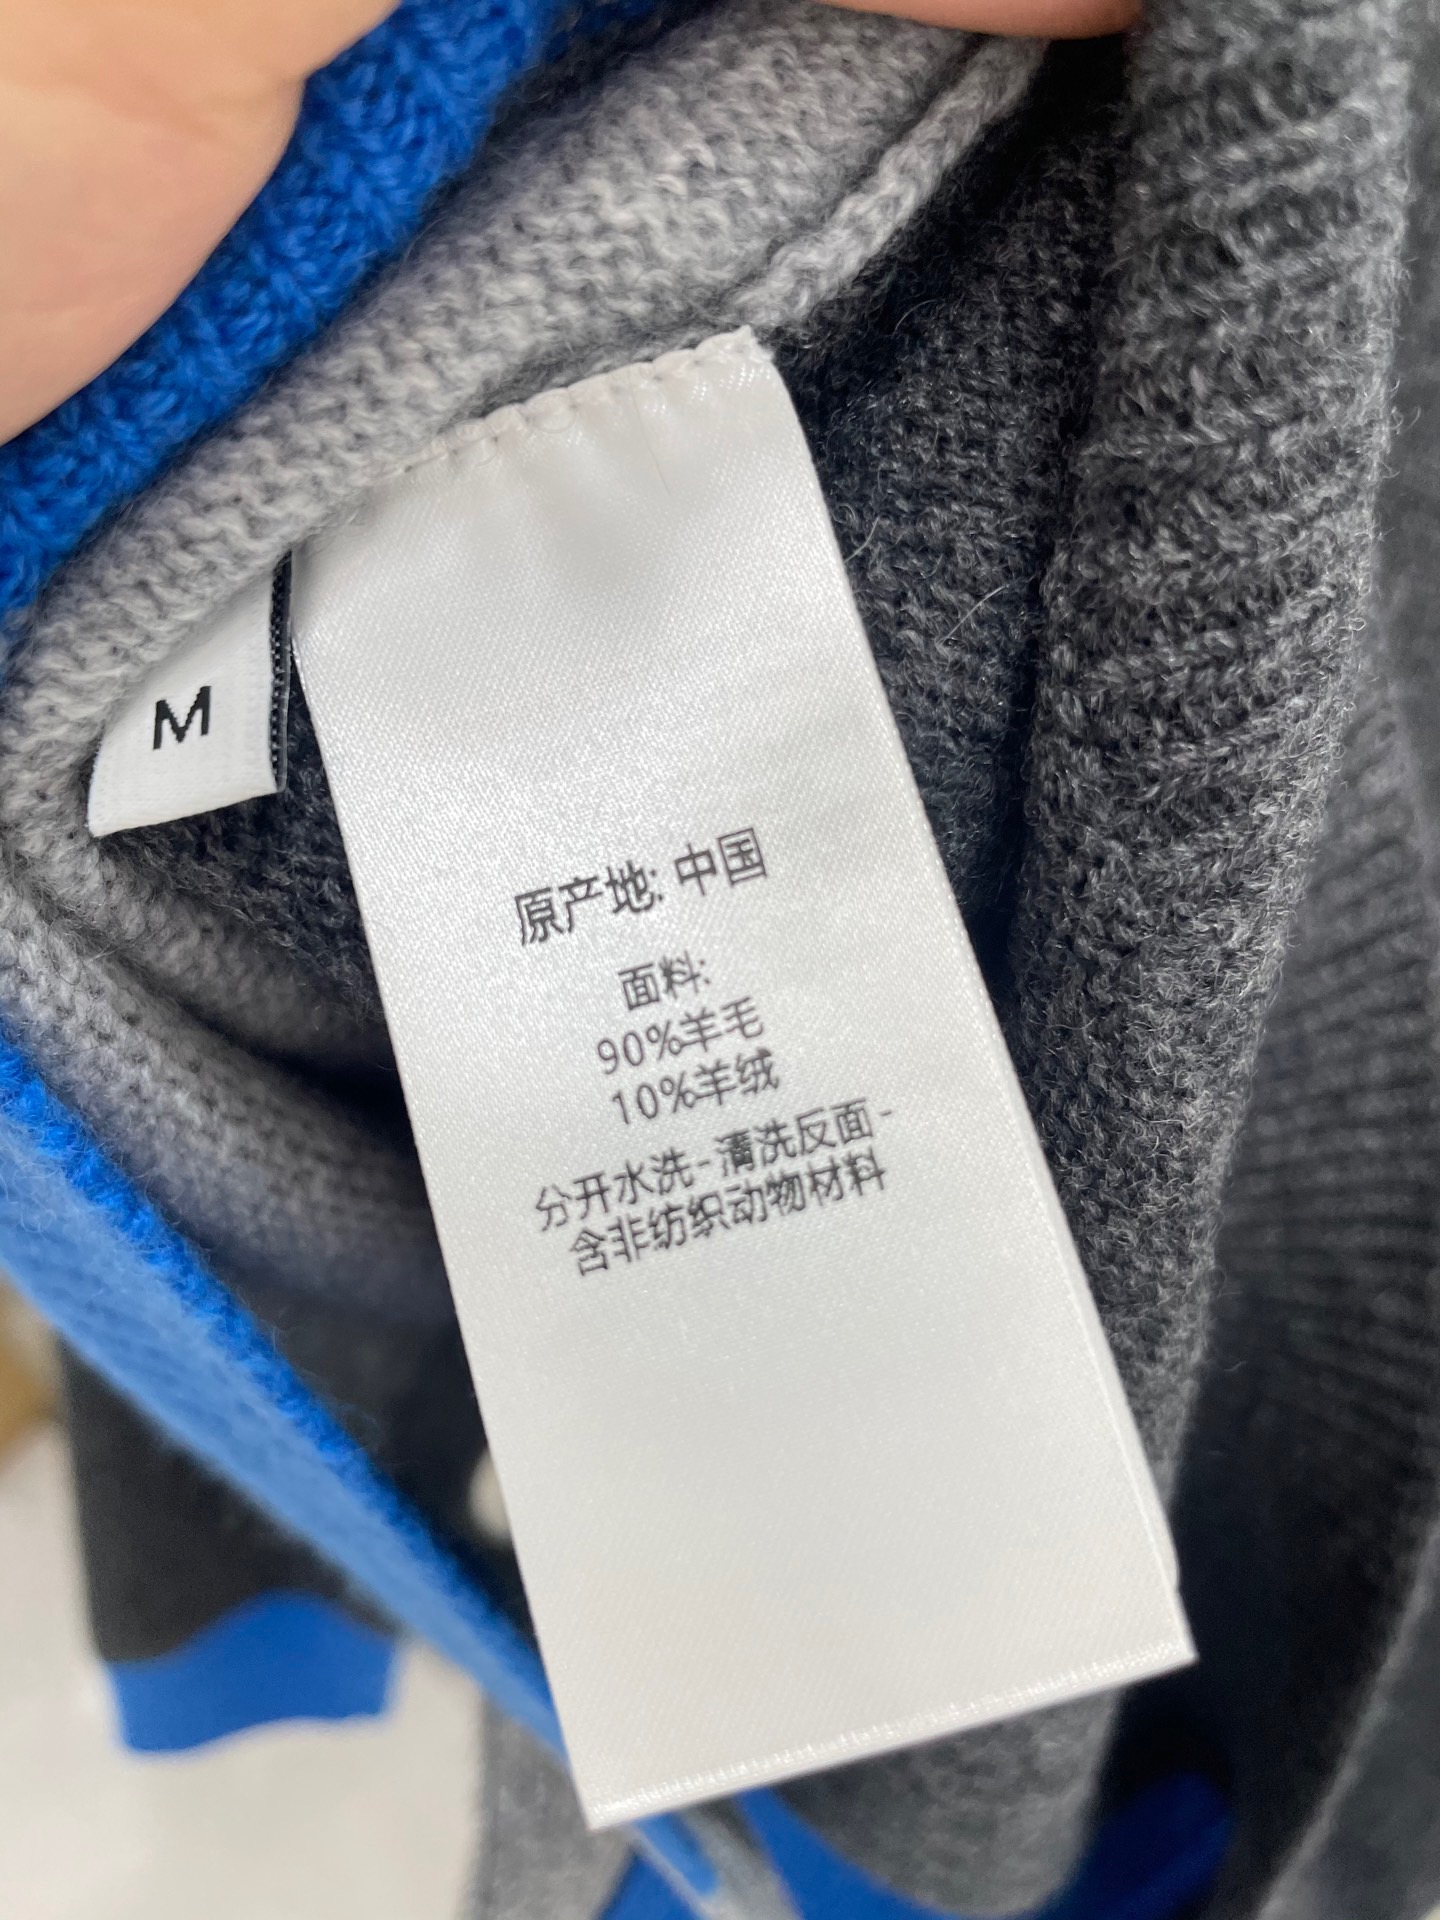 M
原产地: 中国
面料:
90%羊毛
10%羊绒
分开水洗-清洗反面-
含非纺织动物材料